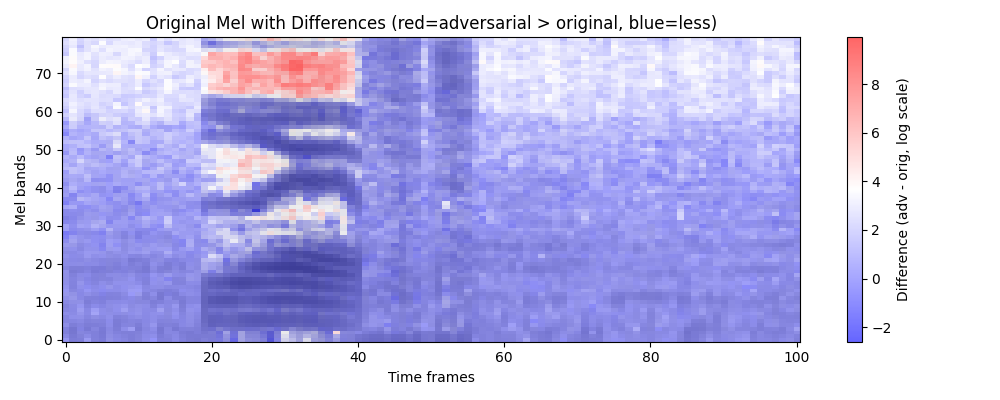 Original Mel with Differences (red=adversarial > original, blue=less)
Mel bands
70
60
50
40
30
20
10
0
0 20 40 60 80 100
Time frames
8
6
4
2
0
−2
Difference (adv - orig, log scale)